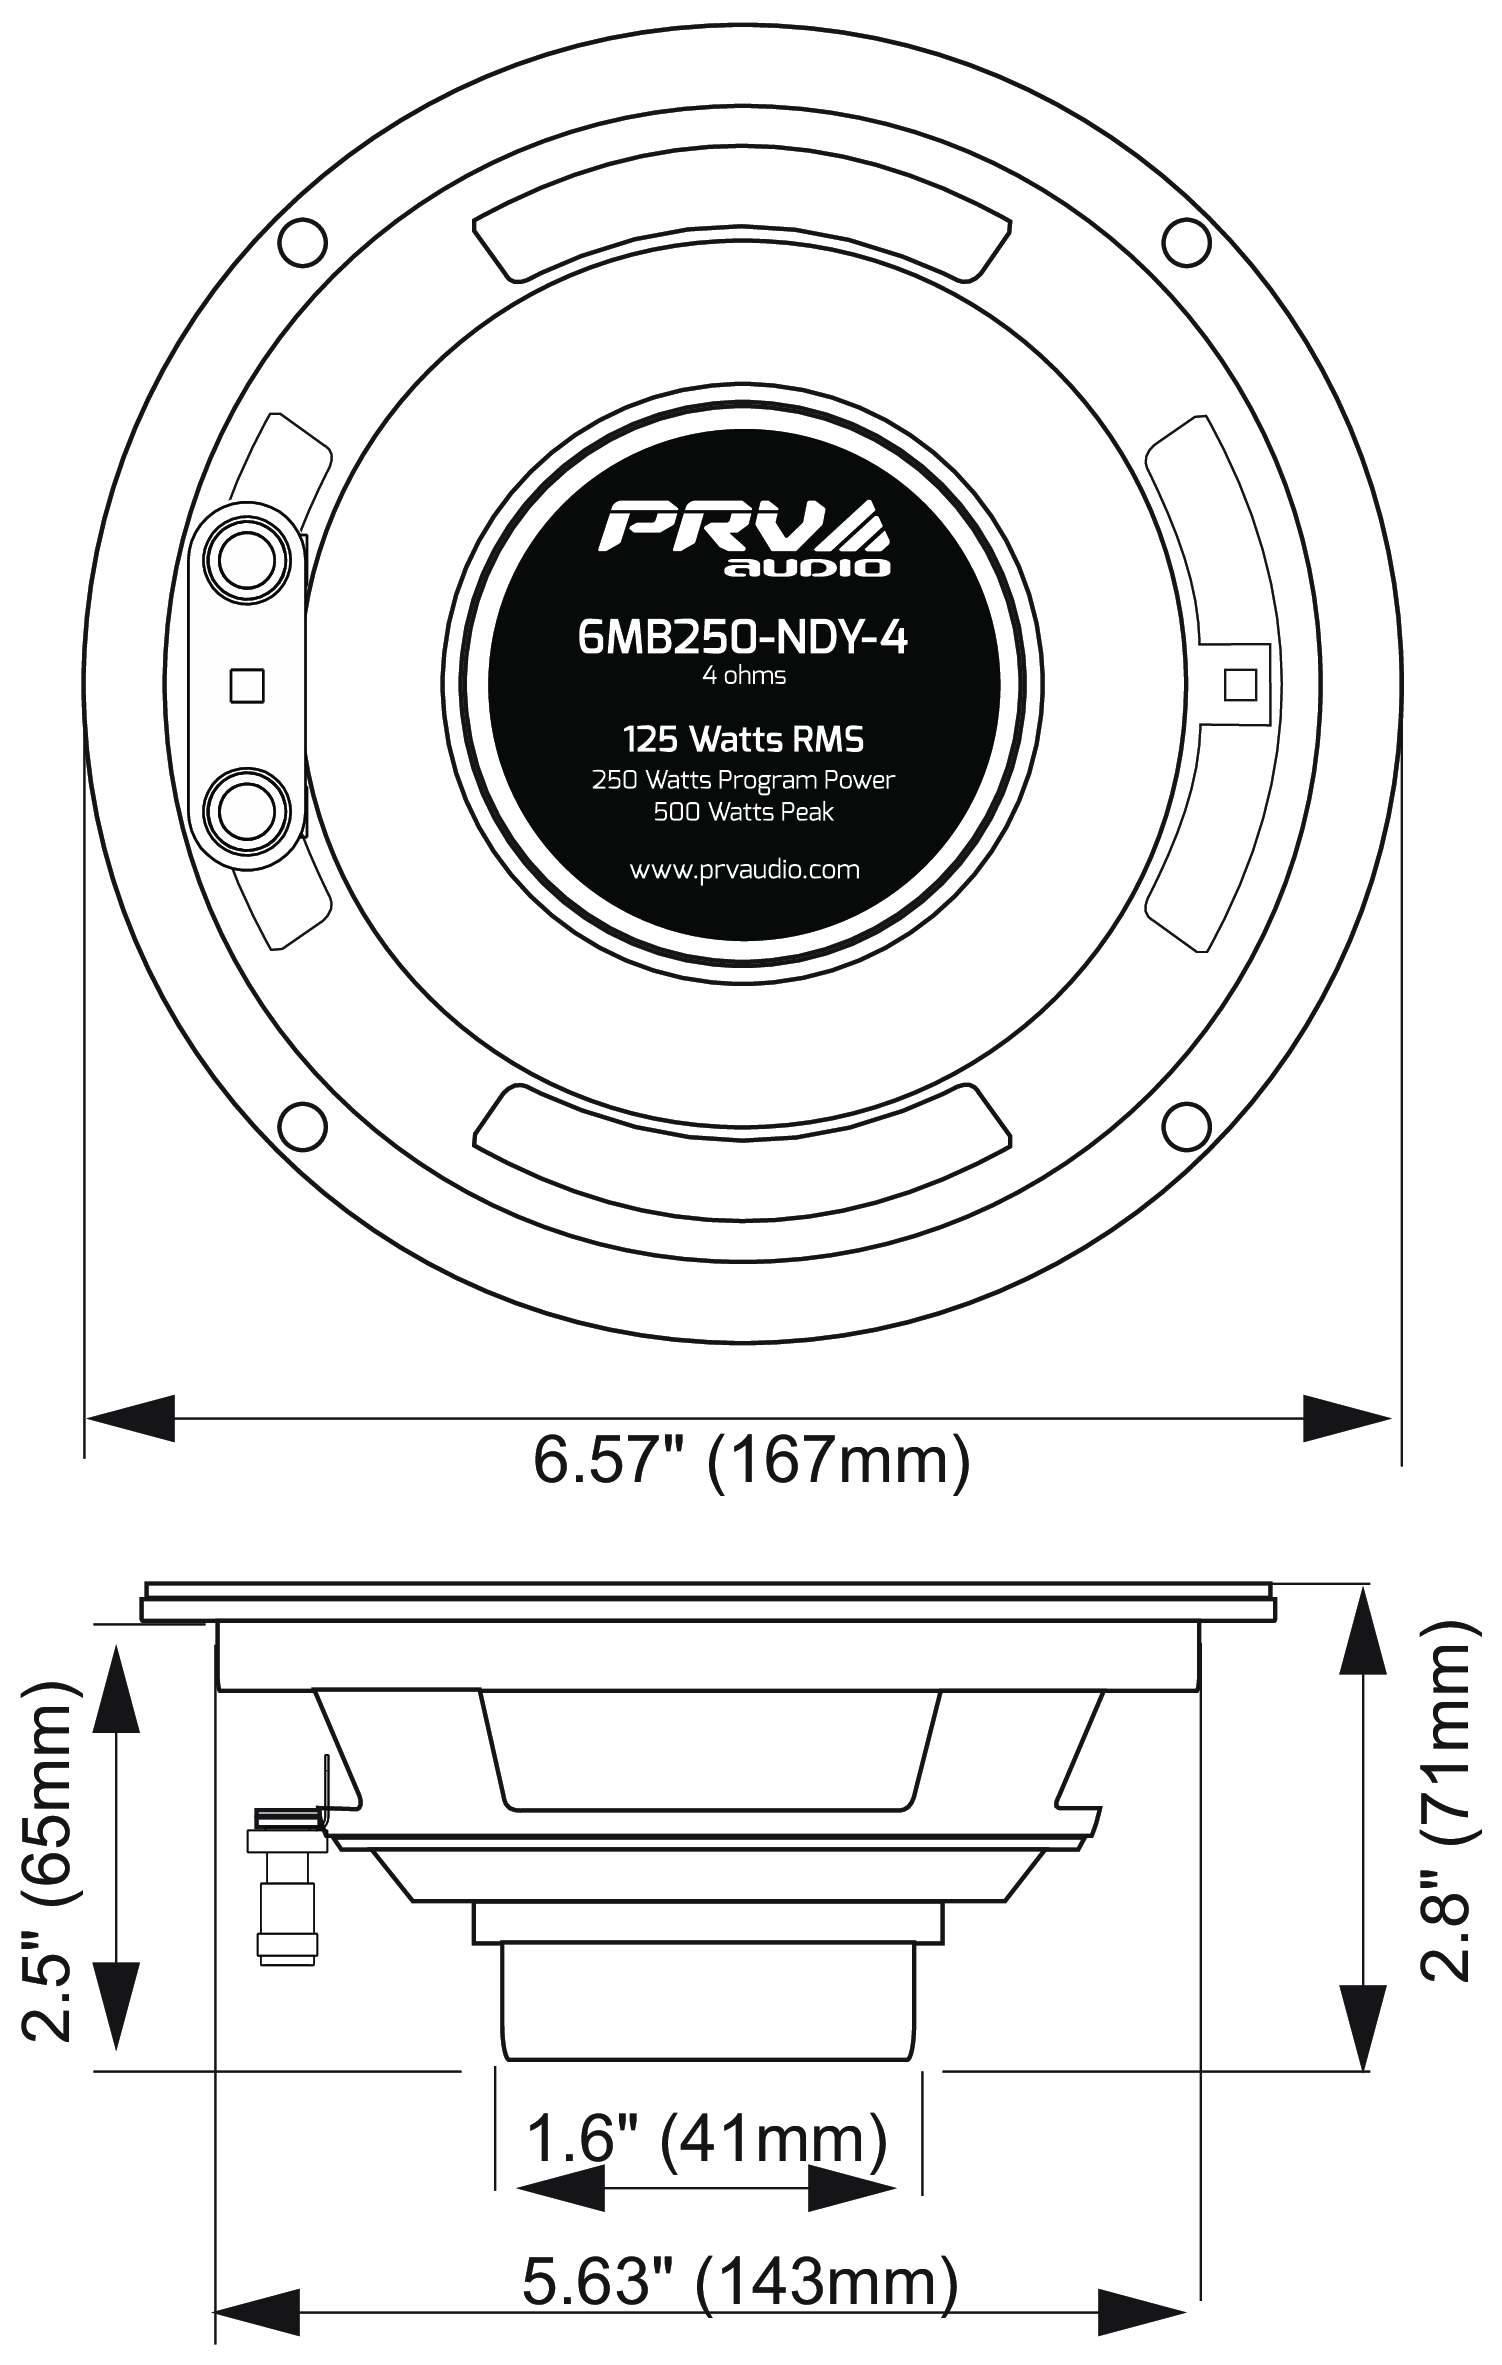 PRV
AUDIO
6MB250-NDY-4
4 ohms
125 Watts RMS
250 Watts Program Power
500 Watts Peak
www.prvaudio.com
6.57" (167mm)
2.5" (65mm)
2.8" (71mm)
1.6" (41mm)
5.63" (143mm)